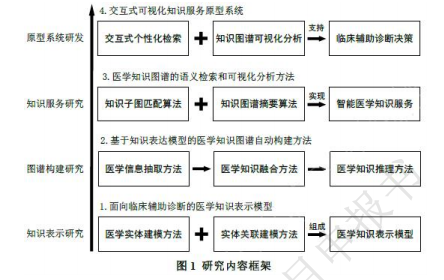 4.交互式可视化知识服务原型系统
原型系统研发 交互式个性化检索 + 知识图谱可视化分析 支持 临床辅助诊断决策
3.医学知识图谱的语义检索和可视化分析方法
知识服务研究 知识子图匹配算法 + 知识图谱摘要算法 实现 智能医学知识服务
2.基于知识表达模型的医学知识图谱自动构建方法
图谱构建研究 医学信息抽取方法 医学知识融合方法 医学知识推理方法
1.面向临床辅助诊断的医学知识表示模型
知识表示研究 医学实体建模方法 + 实体关联建模方法 组成 医学知识表示模型
图1 研究内容框架
申报书